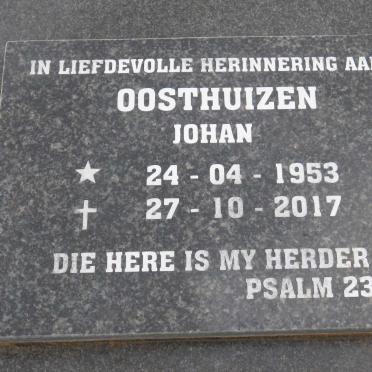 IN LIEFDEVOLLE HERINNERING AAN
OOSTHUIZEN
JOHAN
24 - 04 - 1953
27 - 10 - 2017
DIE HERE IS MY HERDER
PSALM 23